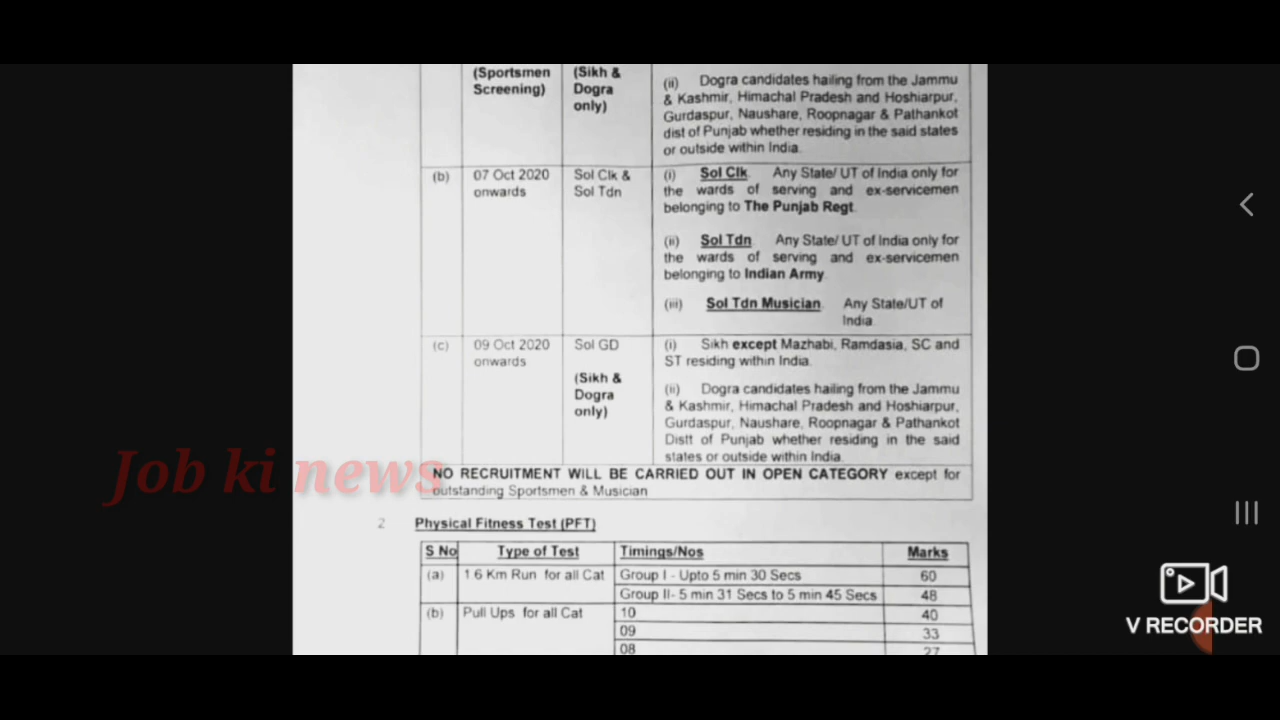 (Sportsmen
Screening)
(Sikh &
Dogra
only)
(ii) Dogra candidates hailing from the Jammu
& Kashmir, Himachal Pradesh and Hoshiarpur,
Gurdaspur, Naushare, Roopnagar & Pathankot
dist of Punjab whether residing in the said states
or outside within India.
(b)
07 Oct 2020
onwards
Sol Clk &
Sol Tdn
(i) Sol Clk. Any State/ UT of India only for
the wards of serving and ex-servicemen
belonging to The Punjab Regt.
(ii) Sol Tdn. Any State/ UT of India only for
the wards of serving and ex-servicemen
belonging to Indian Army.
(iii) Sol Tdn Musician. Any State/UT of
India.
(c)
09 Oct 2020
onwards
Sol GD
(Sikh &
Dogra
only)
(i) Sikh except Mazhabi, Ramdasia, SC and
ST residing within India.
(ii) Dogra candidates hailing from the Jammu
& Kashmir, Himachal Pradesh and Hoshiarpur,
Gurdaspur, Naushare, Roopnagar & Pathankot
Distt of Punjab whether residing in the said
states or outside within India.
NO RECRUITMENT WILL BE CARRIED OUT IN OPEN CATEGORY except for
outstanding Sportsmen & Musician
2 Physical Fitness Test (PFT)
S No Type of Test Timings/Nos Marks
(a) 1.6 Km Run for all Cat Group I - Upto 5 min 30 Secs 60
Group II- 5 min 31 Secs to 5 min 45 Secs 48
(b) Pull Ups for all Cat 10 40
09 33
08 27
Job ki news
V RECORDER